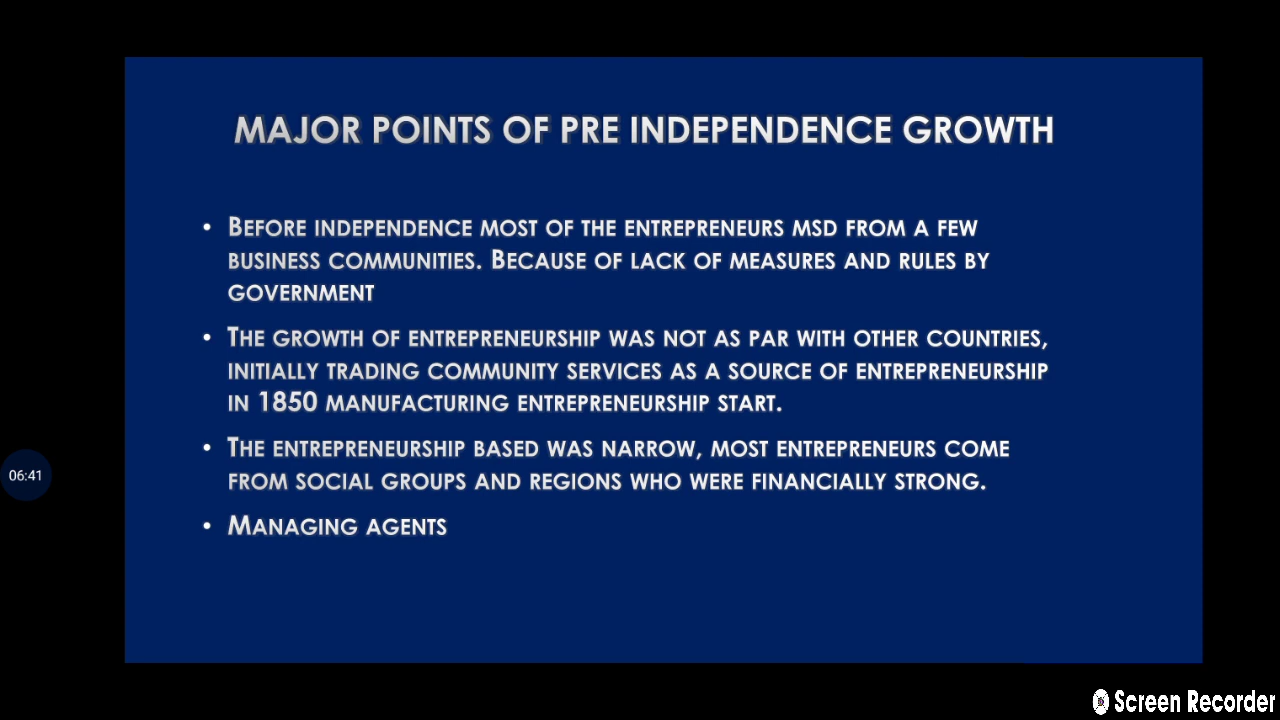 MAJOR POINTS OF PRE INDEPENDENCE GROWTH
• BEFORE INDEPENDENCE MOST OF THE ENTREPRENEURS MSD FROM A FEW
BUSINESS COMMUNITIES. BECAUSE OF LACK OF MEASURES AND RULES BY
GOVERNMENT
• THE GROWTH OF ENTREPRENEURSHIP WAS NOT AS PAR WITH OTHER COUNTRIES,
INITIALLY TRADING COMMUNITY SERVICES AS A SOURCE OF ENTREPRENEURSHIP
IN 1850 MANUFACTURING ENTREPRENEURSHIP START.
• THE ENTREPRENEURSHIP BASED WAS NARROW, MOST ENTREPRENEURS COME
FROM SOCIAL GROUPS AND REGIONS WHO WERE FINANCIALLY STRONG.
• MANAGING AGENTS
06:41
Screen Recorder